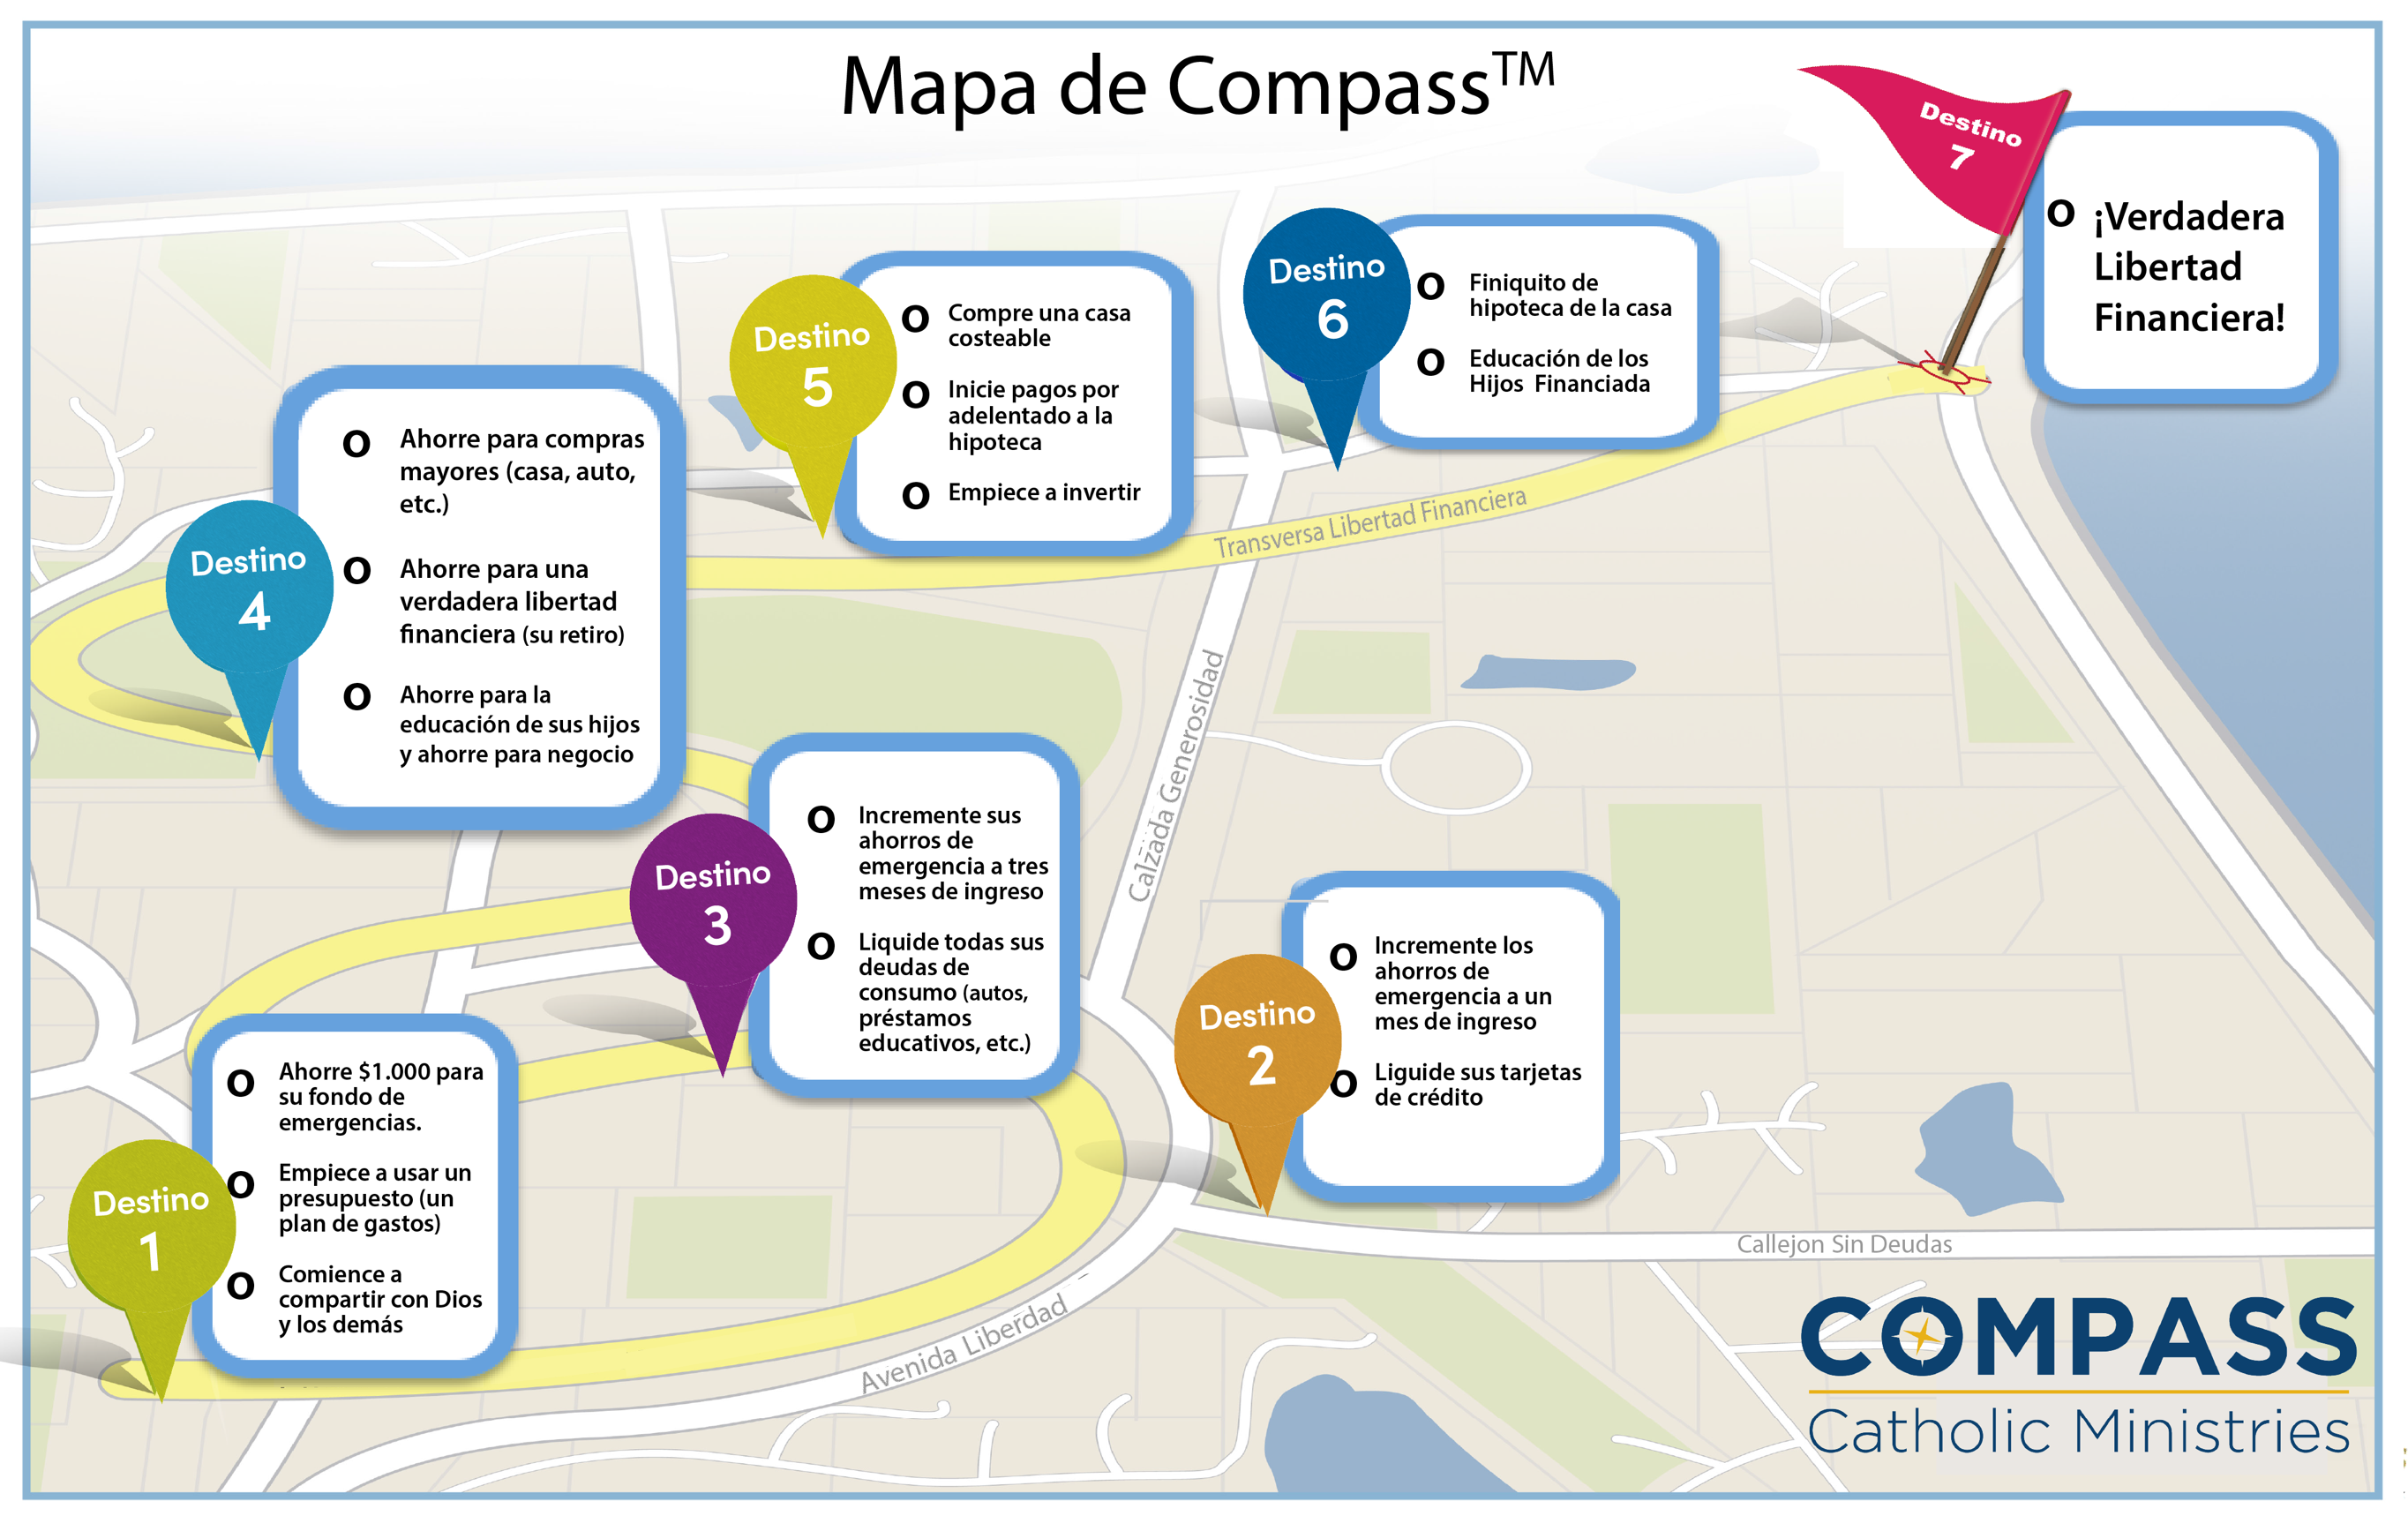 Mapa de Compass™
Destino
7
¡Verdadera
Libertad
Financiera!
Destino
6
Finiquito de
hipoteca de la casa
Educación de los
Hijos Financiada
Destino
5
Compre una casa
costeable
Inicie pagos por
adelentado a la
hipoteca
Empiece a invertir
Destino
4
Ahorre para compras
mayores (casa, auto,
etc.)
Ahorre para una
verdadera libertad
financiera (su retiro)
Ahorre para la
educación de sus hijos
y ahorre para negocio
Transversa Libertad Financiera
Calzada Generosidad
Destino
3
Incremente sus
ahorros de
emergencia a tres
meses de ingreso
Liquide todas sus
deudas de
consumo (autos,
préstamos
educativos, etc.)
Destino
2
Incremente los
ahorros de
emergencia a un
mes de ingreso
Liguide sus tarjetas
de crédito
Destino
1
Ahorre $1.000 para
su fondo de
emergencias.
Empiece a usar un
presupuesto (un
plan de gastos)
Comience a
compartir con Dios
y los demás
Callejon Sin Deudas
Avenida Liberdad
COMPASS
Catholic Ministries